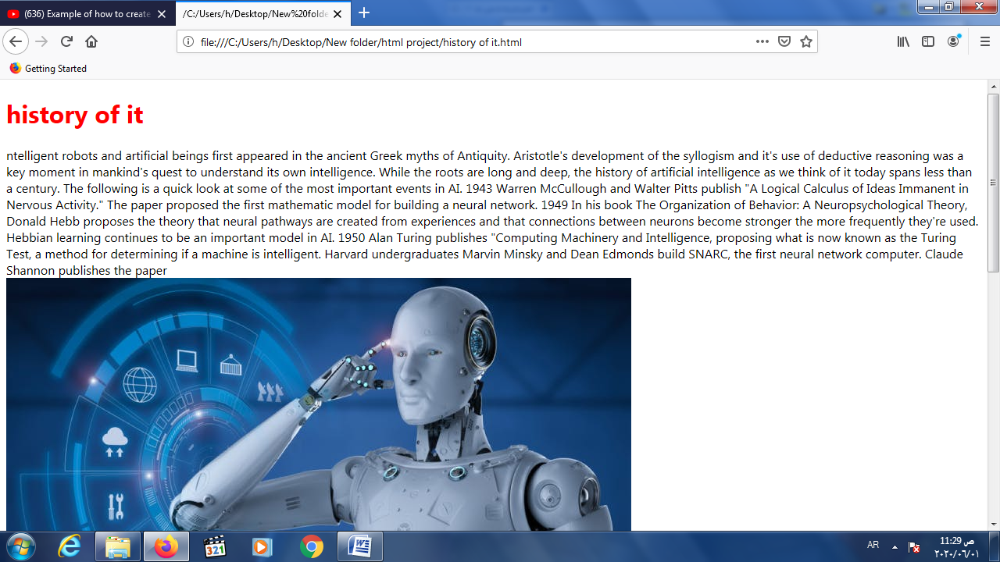 (636) Example of how to create
/C:/Users/h/Desktop/New%20folde
file:///C:/Users/h/Desktop/New folder/html project/history of it.html
Getting Started
history of it
ntelligent robots and artificial beings first appeared in the ancient Greek myths of Antiquity. Aristotle's development of the syllogism and it's use of deductive reasoning was a
key moment in mankind's quest to understand its own intelligence. While the roots are long and deep, the history of artificial intelligence as we think of it today spans less than
a century. The following is a quick look at some of the most important events in AI. 1943 Warren McCullough and Walter Pitts publish "A Logical Calculus of Ideas Immanent in
Nervous Activity." The paper proposed the first mathematic model for building a neural network. 1949 In his book The Organization of Behavior: A Neuropsychological Theory,
Donald Hebb proposes the theory that neural pathways are created from experiences and that connections between neurons become stronger the more frequently they're used.
Hebbian learning continues to be an important model in AI. 1950 Alan Turing publishes "Computing Machinery and Intelligence, proposing what is now known as the Turing
Test, a method for determining if a machine is intelligent. Harvard undergraduates Marvin Minsky and Dean Edmonds build SNARC, the first neural network computer. Claude
Shannon publishes the paper
321
AR
11:29 ص
٢٠٢٠/٠٦/٠١